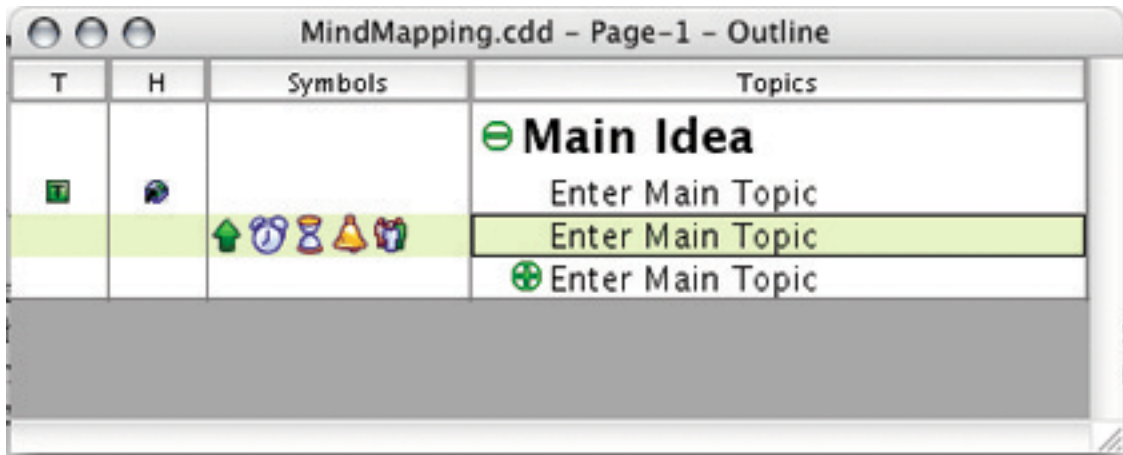 MindMapping.cdd – Page-1 – Outline
T H Symbols Topics
Main Idea
T Enter Main Topic
Enter Main Topic
Enter Main Topic